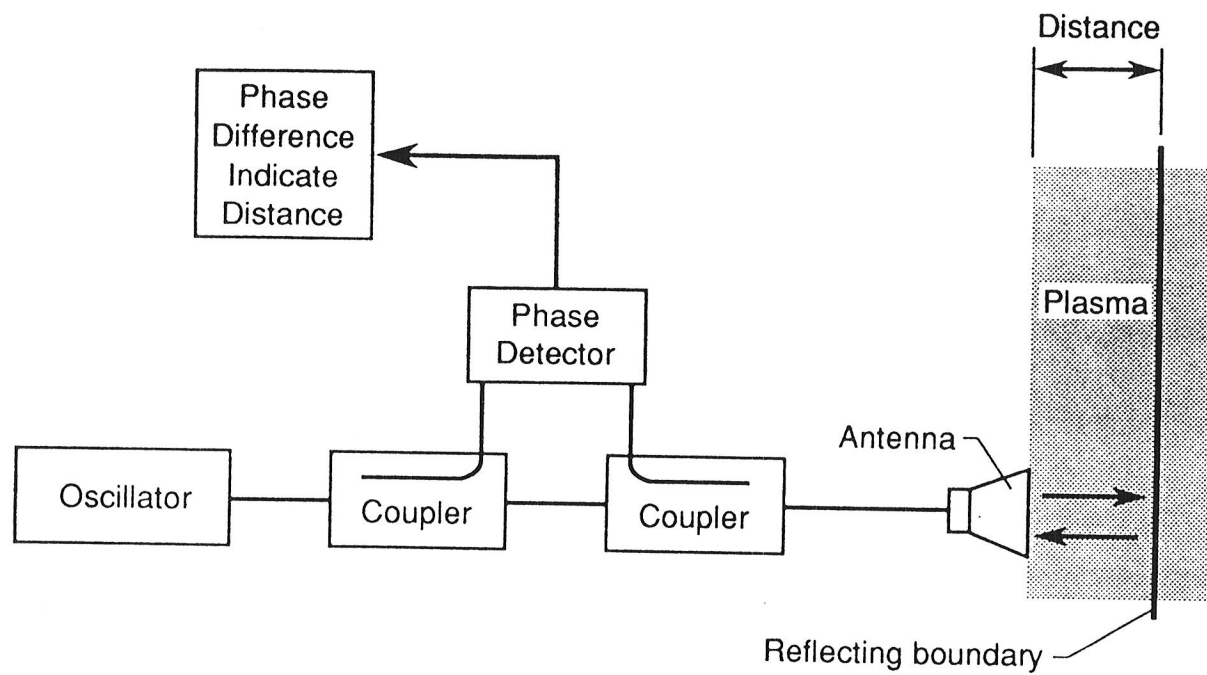 Distance
Phase
Difference
Indicate
Distance
Plasma
Phase
Detector
Antenna
Oscillator
Coupler
Coupler
Reflecting boundary